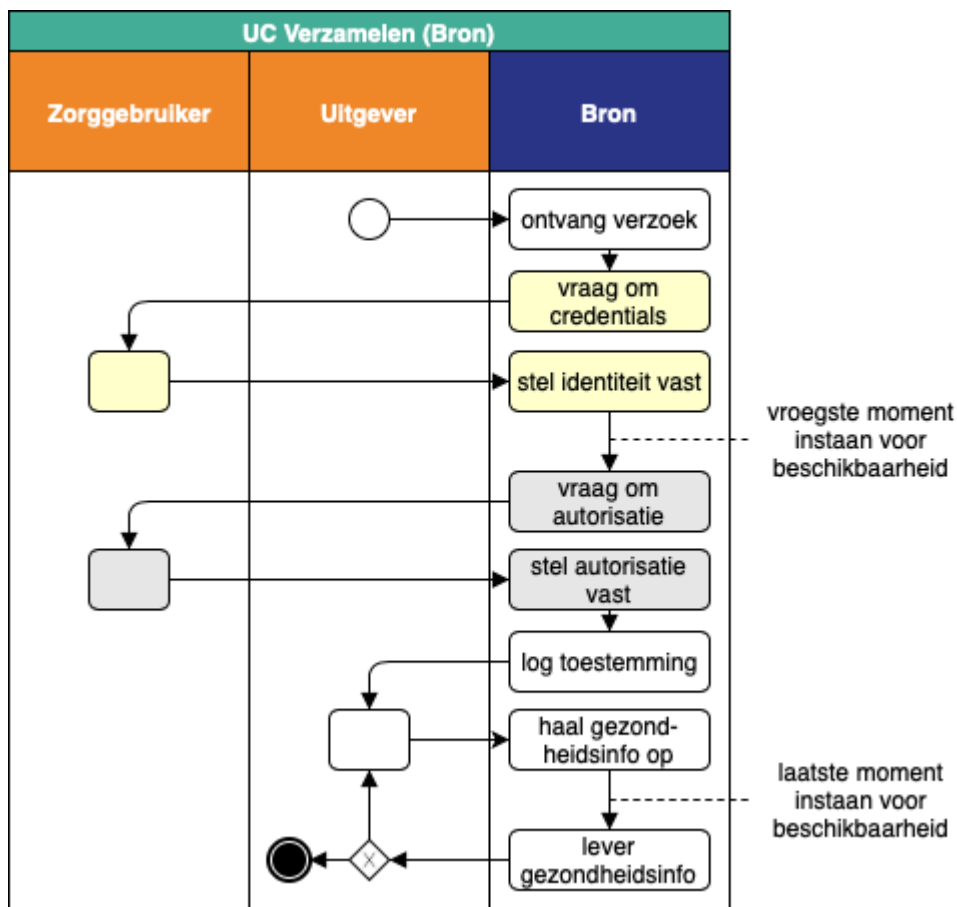 UC Verzamelen (Bron)
Zorggebruiker
Uitgever
Bron
ontvang verzoek
vraag om
credentials
stel identiteit vast
vroegste moment
instaan voor
beschikbaarheid
vraag om
autorisatie
stel autorisatie
vast
log toestemming
haal gezond-
heidsinfo op
laatste moment
instaan voor
beschikbaarheid
lever
gezondheidsinfo
X